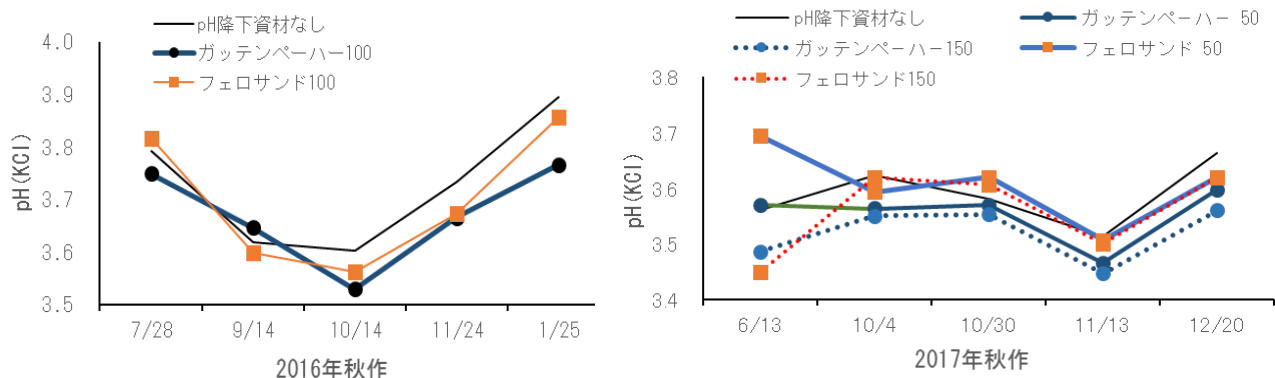 pH降下資材なし
ガッテンペーハー100
フェロサンド100
4.0
3.9
3.8
3.7
3.6
3.5
pH(KCl)
7/28 9/14 10/14 11/24 1/25
2016年秋作
pH降下資材なし ガッテンペーハー 50
ガッテンペーハー150 フェロサンド 50
フェロサンド150
3.8
3.7
3.6
3.5
3.4
pH(KCl)
6/13 10/4 10/30 11/13 12/20
2017年秋作